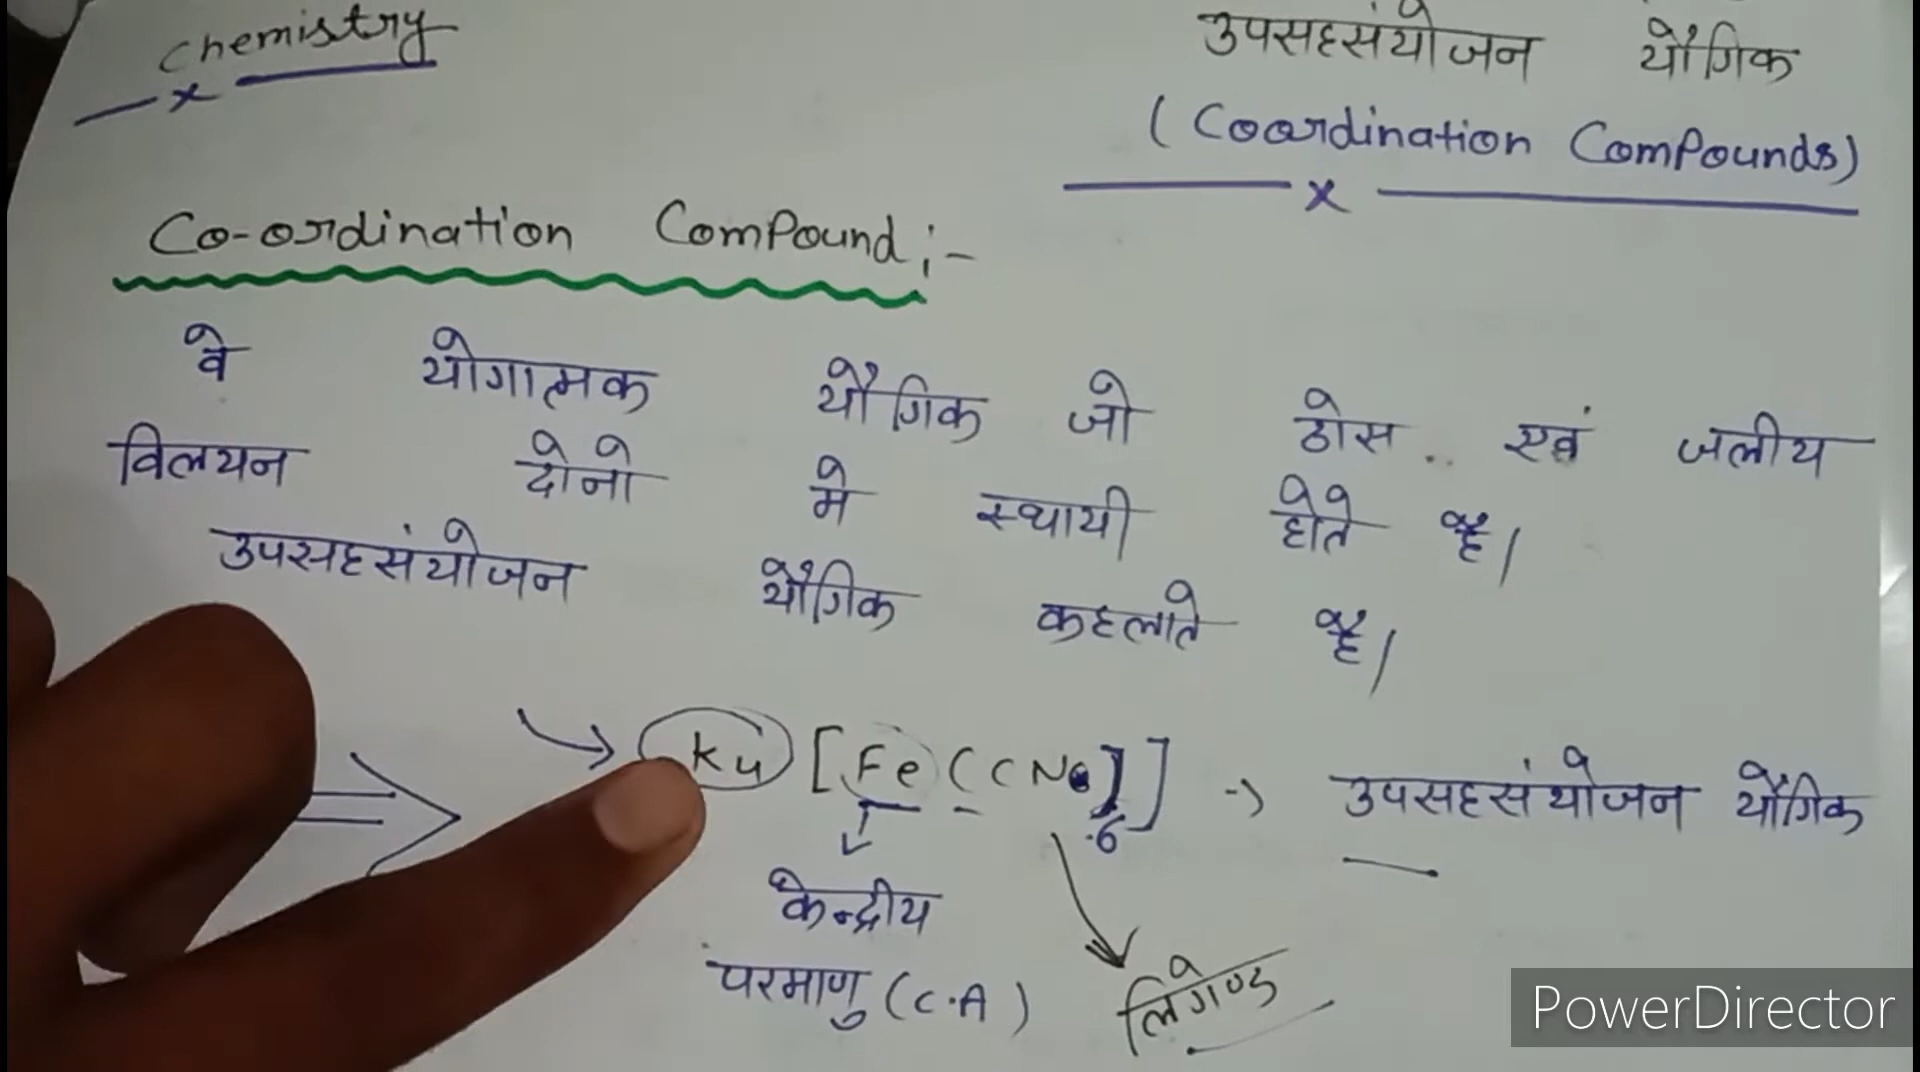 Chemistry
उपसहसंयोजन यौगिक
(Coordination Compounds)
Co-ordination Compound:-
वे योगात्मक यौगिक जो ठोस एवं जलीय
विलयन दोनो मे स्थायी होते है।
उपसहसंयोजन यौगिक कहलाते है।
K4 [Fe(CN)6] -> उपसहसंयोजन यौगिक
केन्द्रीय
परमाणु (C.A)
लिगेण्ड
PowerDirector